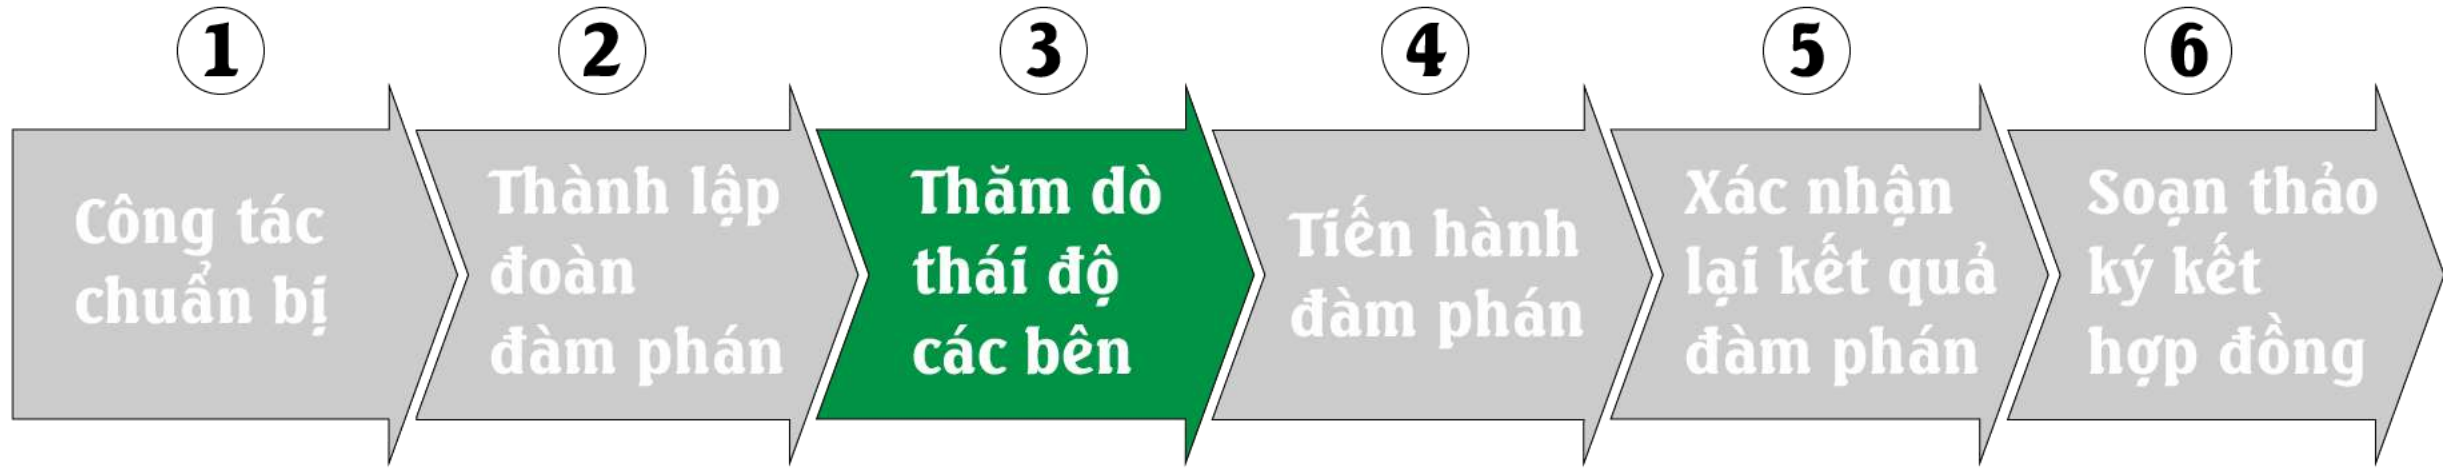 1
Công tác
chuẩn bị
2
Thành lập
đoàn
đàm phán
3
Thăm dò
thái độ
các bên
4
Tiến hành
đàm phán
5
Xác nhận
lại kết quả
đàm phán
6
Soạn thảo
ký kết
hợp đồng